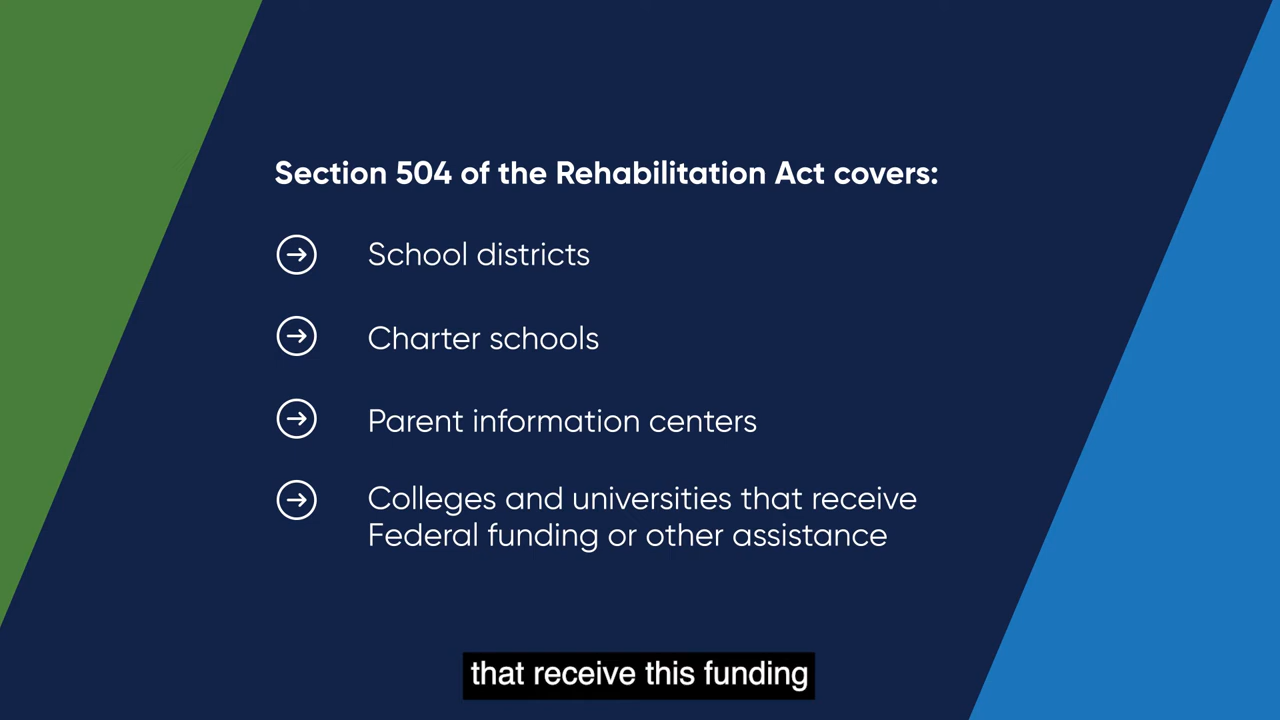 Section 504 of the Rehabilitation Act covers:
School districts
Charter schools
Parent information centers
Colleges and universities that receive
Federal funding or other assistance
that receive this funding